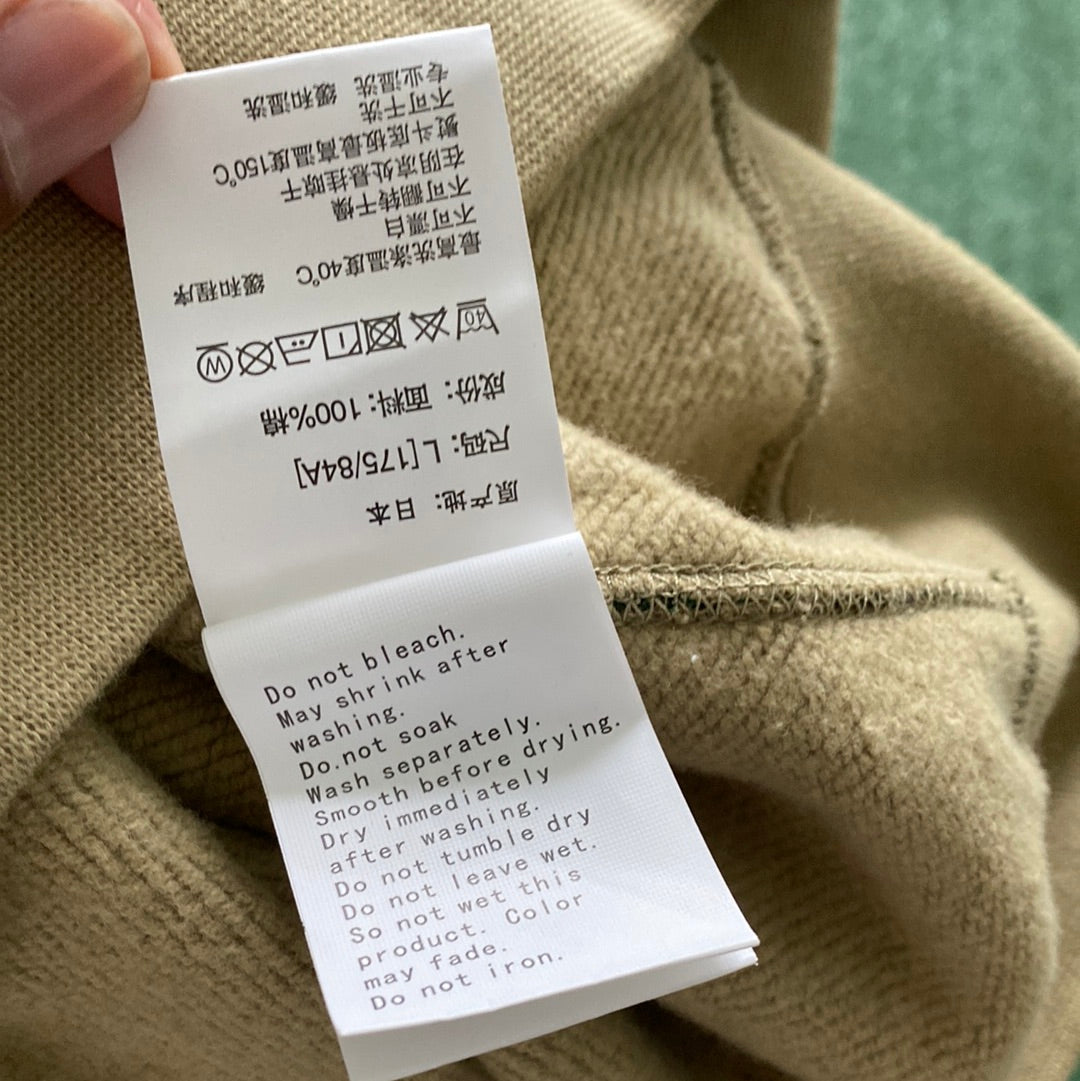 原产地：日本
尺码：L[175/84A]
成份：面料：100%棉
40 W
最高洗涤温度40℃ 缓和程序
不可漂白
不可翻转干燥
在阴凉处悬挂晾干
熨斗底板最高温度150℃
不可干洗
专业湿洗 缓和湿洗
Do not bleach.
May shrink after
washing.
Do.not soak
Wash separately.
Smooth before drying.
Dry immediately
after washing.
Do not tumble dry
Do not leave wet.
So not wet this
product. Color
may fade.
Do not iron.